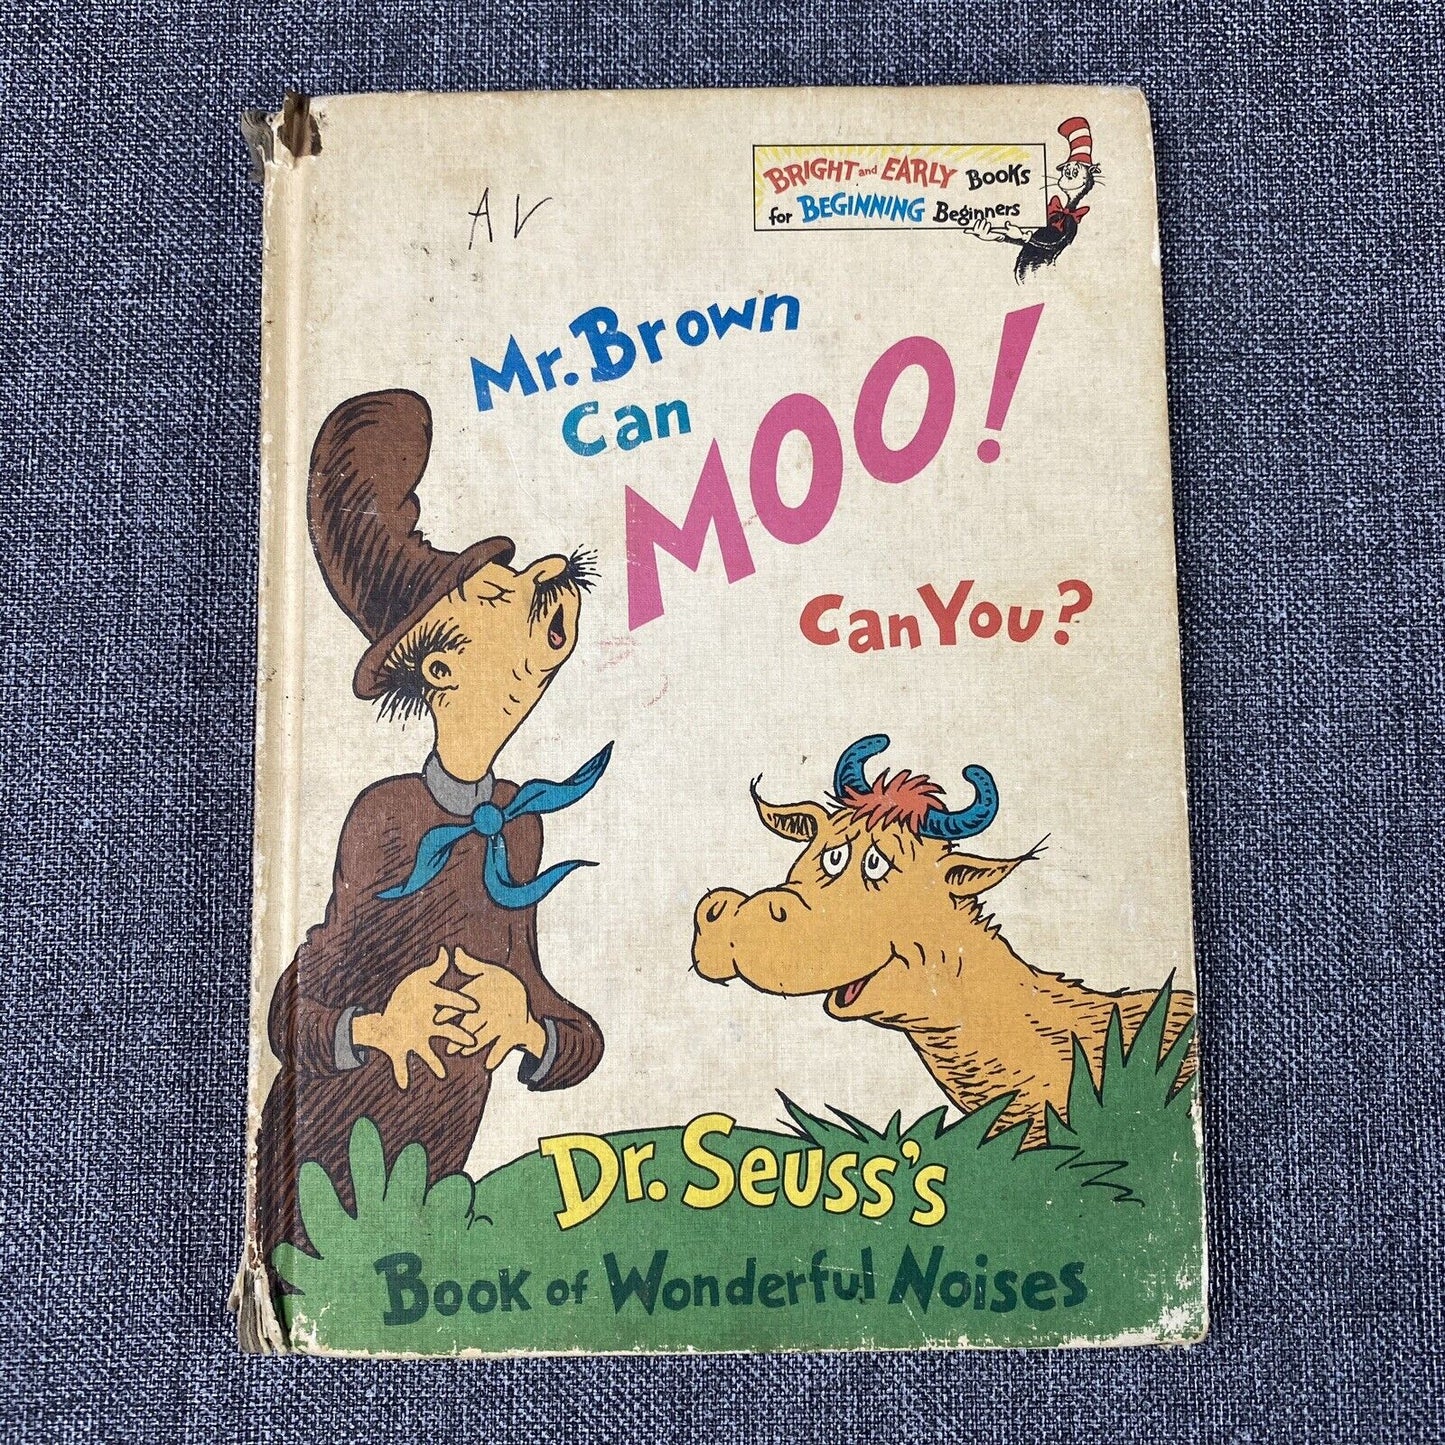 BRIGHT and EARLY Books
for BEGINNING Beginners
AV
Mr. Brown
Can
MOO!
Can You?
Dr. Seuss's
Book of Wonderful Noises